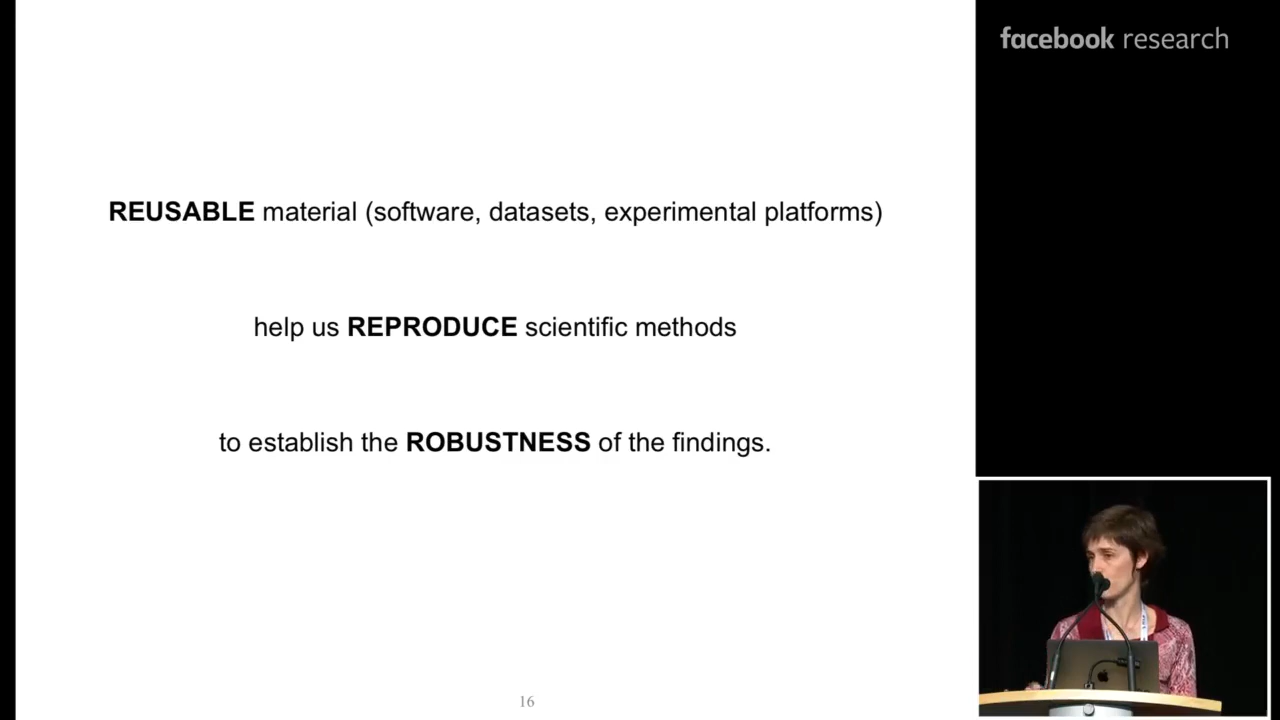 facebook research
REUSABLE material (software, datasets, experimental platforms)
help us REPRODUCE scientific methods
to establish the ROBUSTNESS of the findings.
16